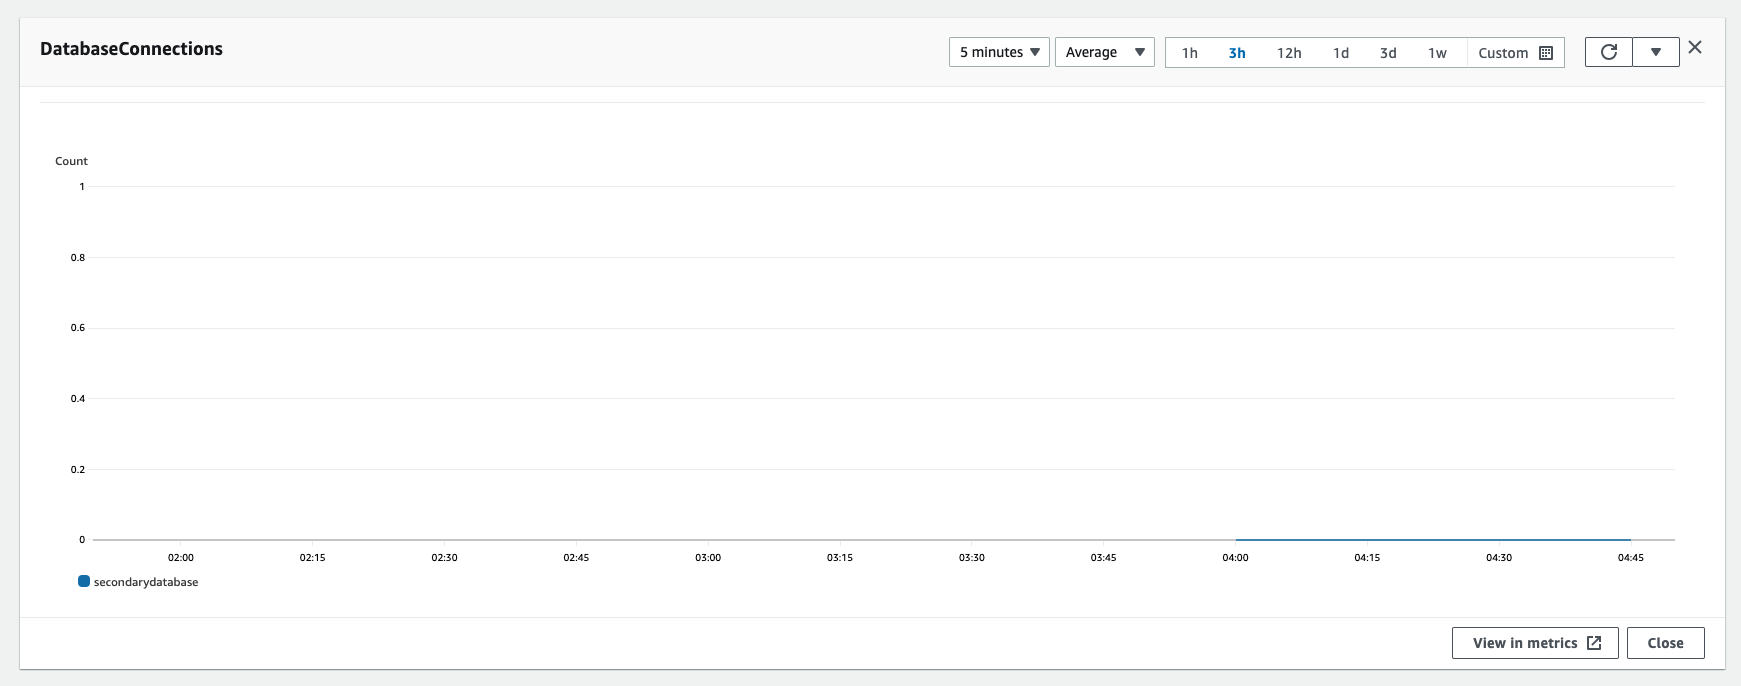 DatabaseConnections
5 minutes Average 1h 3h 12h 1d 3d 1w Custom
Count
1
0.8
0.6
0.4
0.2
0
02:00 02:15 02:30 02:45 03:00 03:15 03:30 03:45 04:00 04:15 04:30 04:45
secondarydatabase
View in metrics Close